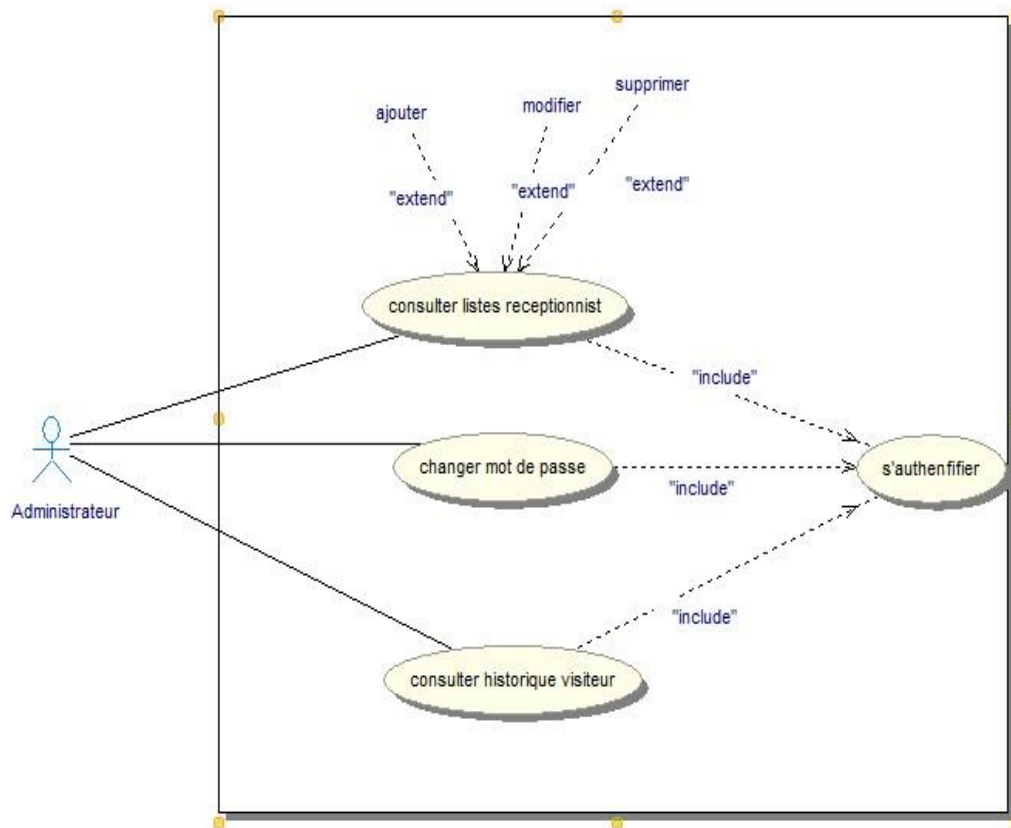 supprimer
modifier
ajouter
"extend"
"extend"
"extend"
consulter listes receptionnist
"include"
changer mot de passe
s'authenfifier
"include"
Administrateur
"include"
consulter historique visiteur